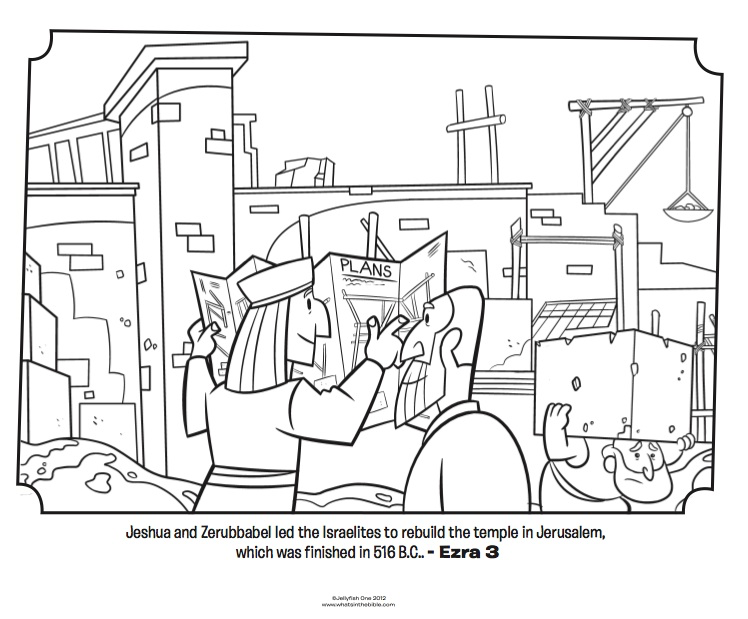 PLANS
Jeshua and Zerubbabel led the Israelites to rebuild the temple in Jerusalem,
which was finished in 516 B.C.. - Ezra 3
©Jellyfish One 2012
www.whatsinthebible.com